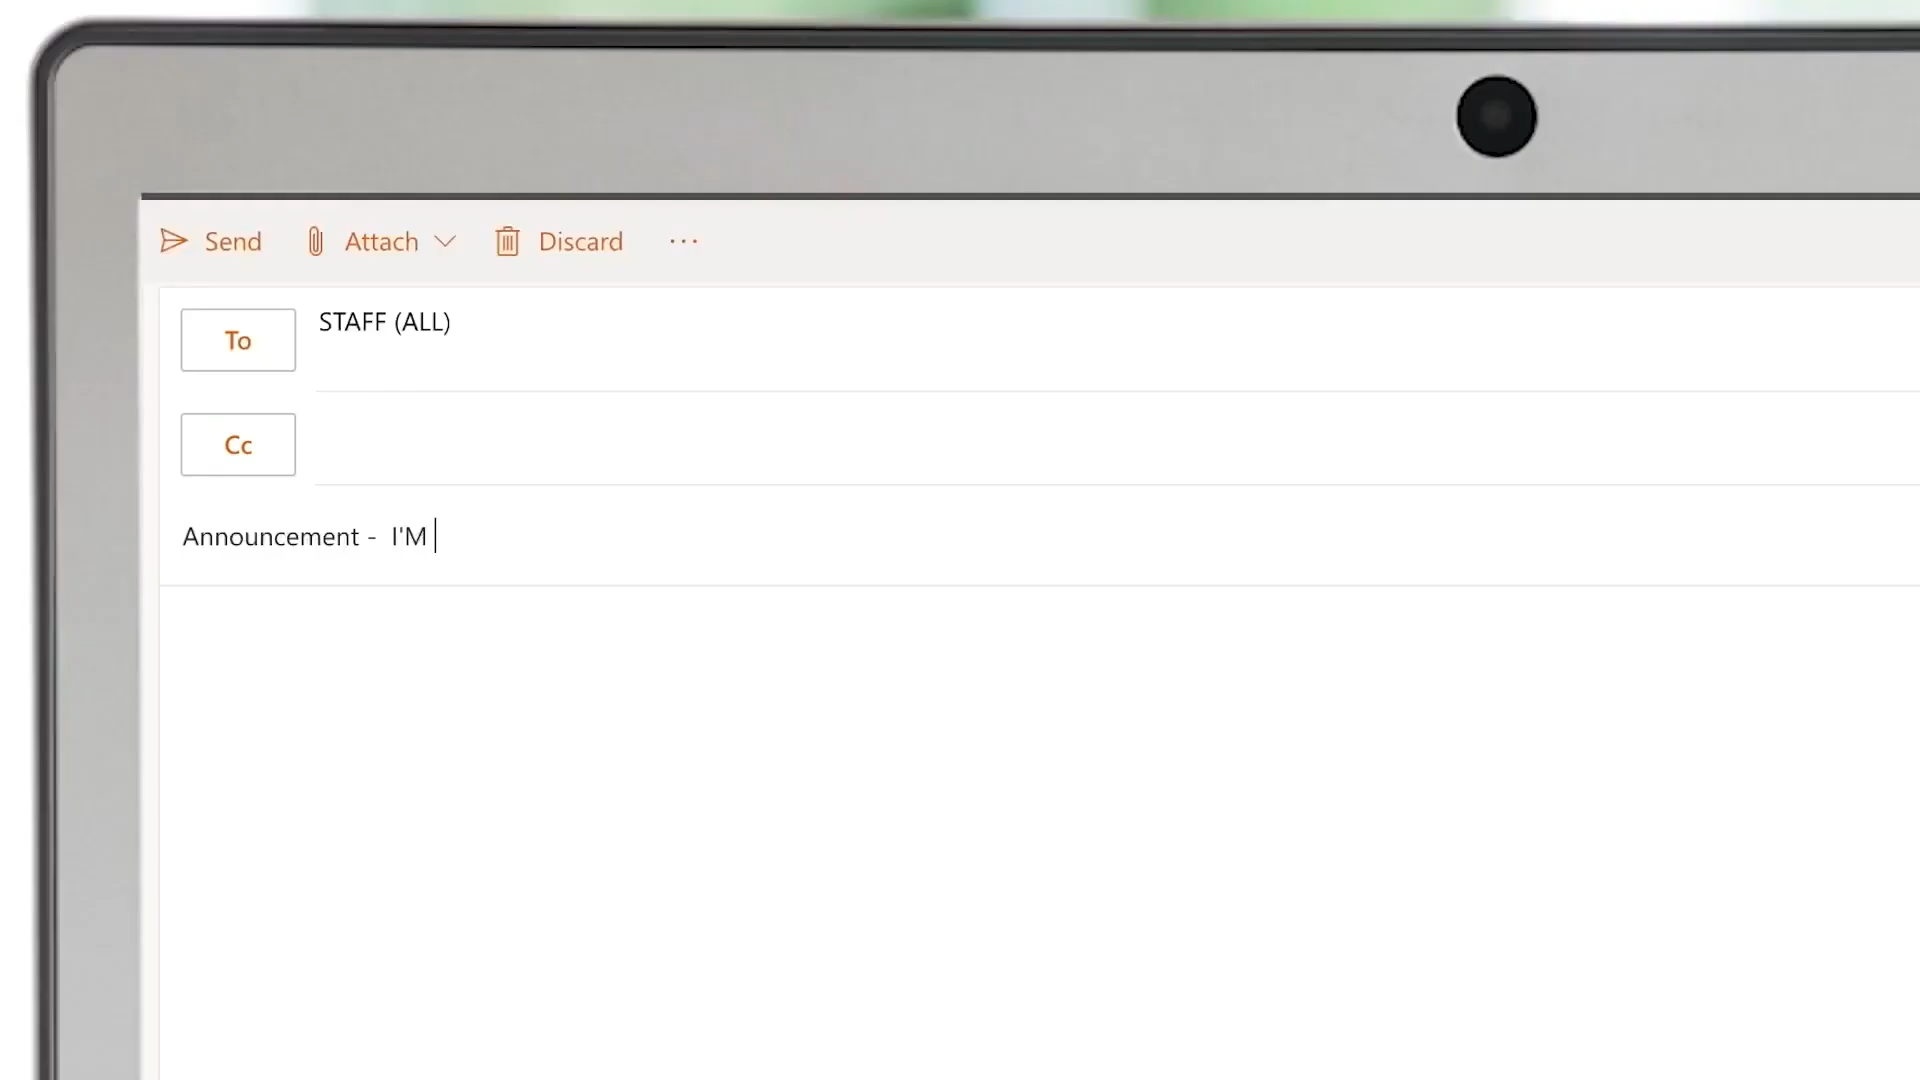 Send Attach Discard ...
To STAFF (ALL)
Cc
Announcement -  I'M